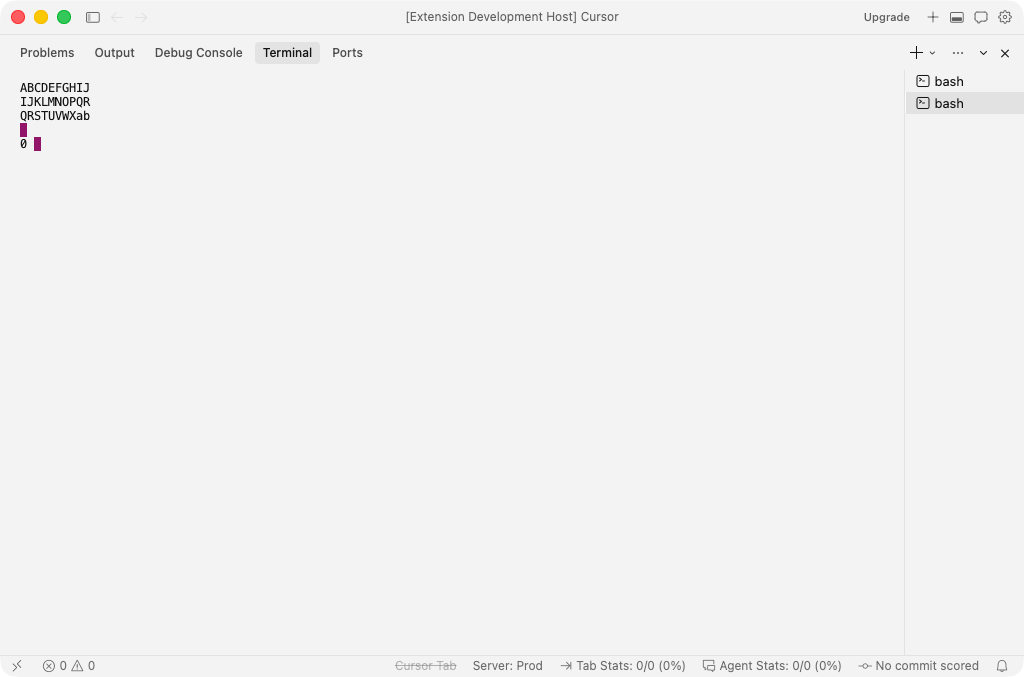 [Extension Development Host] Cursor
Upgrade
Problems Output Debug Console Terminal Ports
ABCDEFGHIJ
IJKLMNOPQR
QRSTUVWXab
0
bash
bash
0 0 Cursor Tab Server: Prod Tab Stats: 0/0 (0%) Agent Stats: 0/0 (0%) No commit scored